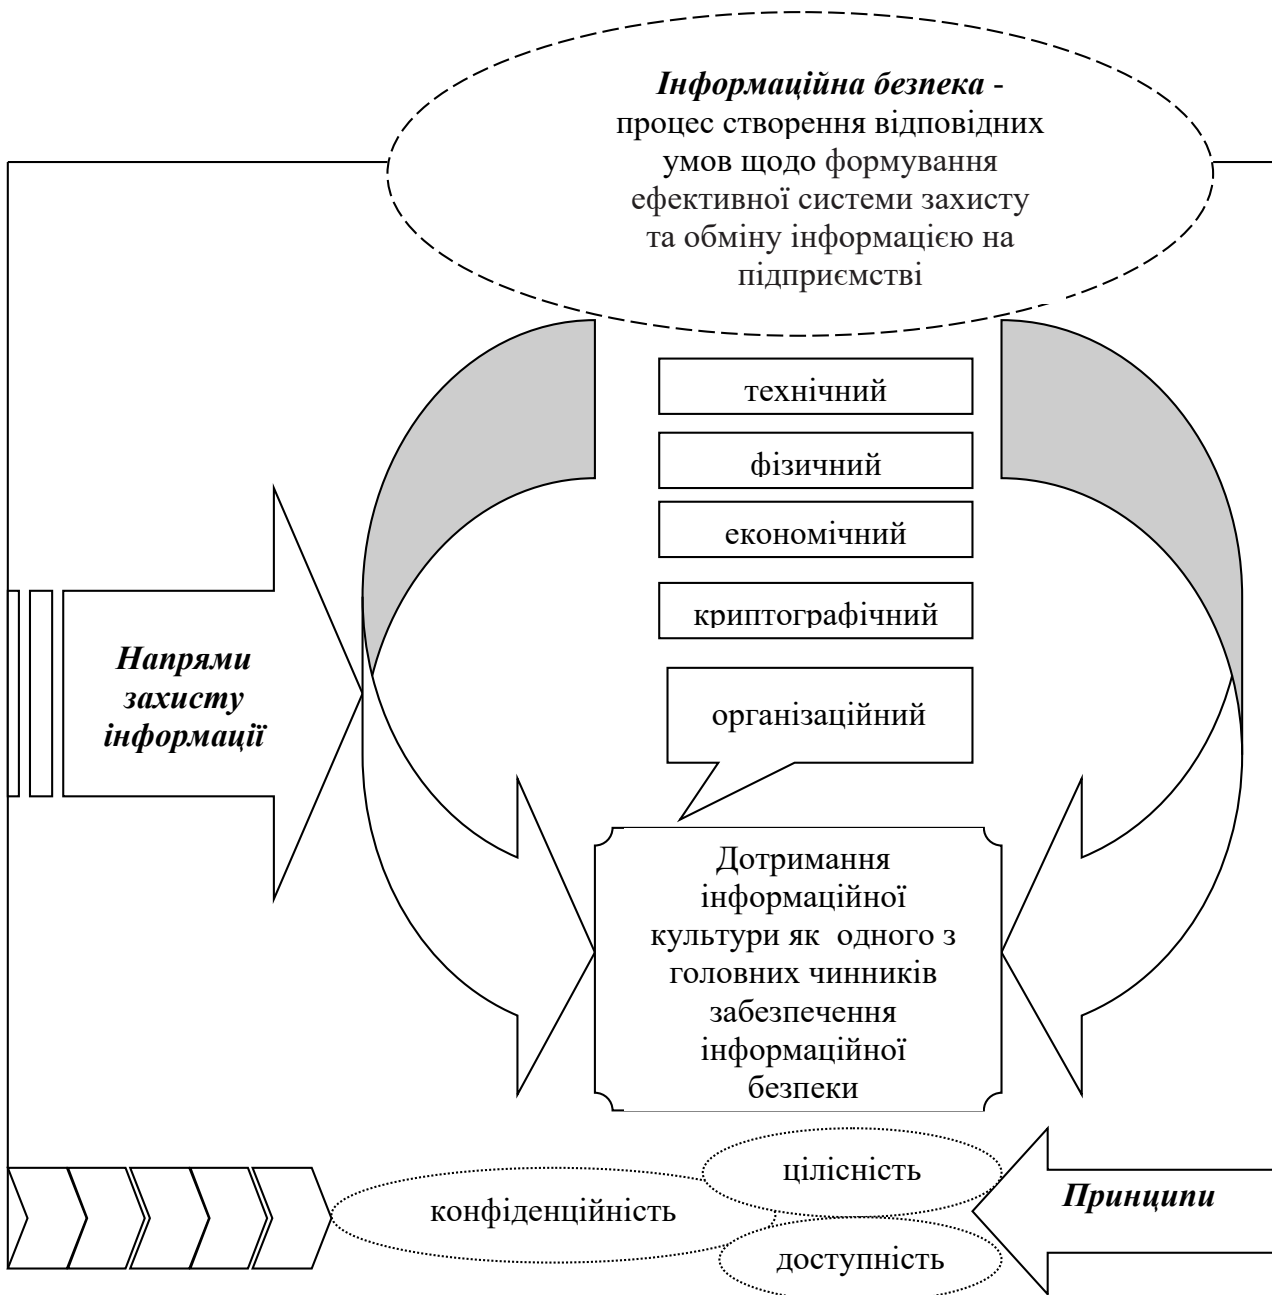 Інформаційна безпека -
процес створення відповідних
умов щодо формування
ефективної системи захисту
та обміну інформацією на
підприємстві
технічний
фізичний
економічний
криптографічний
Напрями
захисту
інформації
організаційний
Дотримання
інформаційної
культури як одного з
головних чинників
забезпечення
інформаційної
безпеки
цілісність
Принципи
конфіденційність
доступність